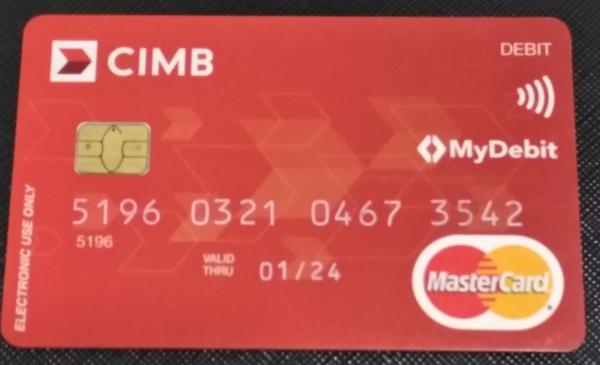 CIMB
DEBIT
MyDebit
5196 0321 0467 3542
5196
VALID
THRU 01/24
ELECTRONIC USE ONLY
MasterCard